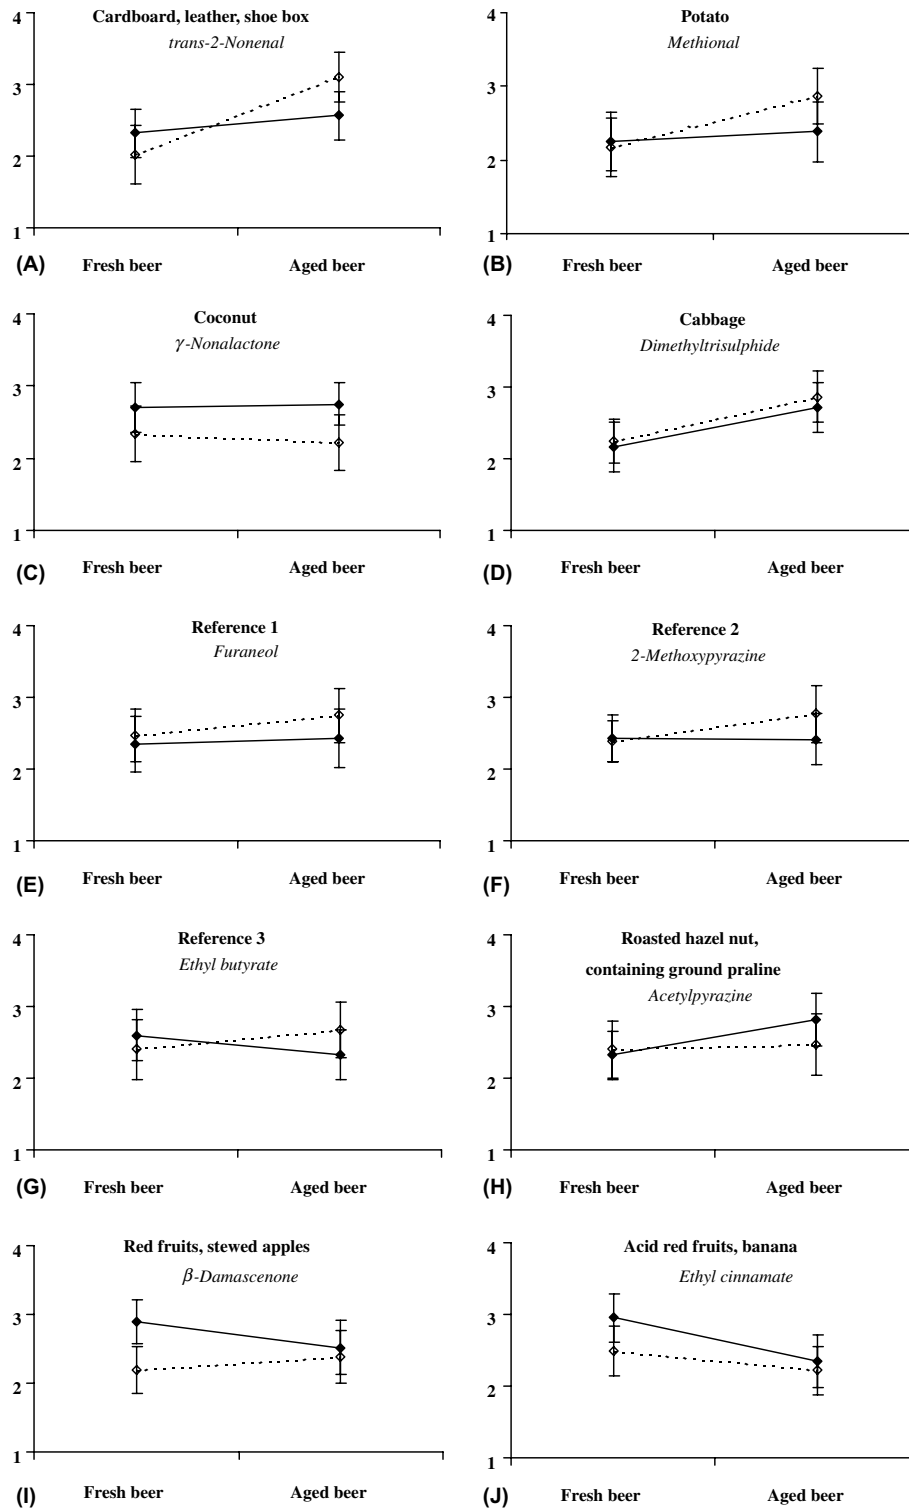 4
Cardboard, leather, shoe box
trans-2-Nonenal
3
2
1
(A) Fresh beer Aged beer
4
Potato
Methional
3
2
1
(B) Fresh beer Aged beer
4
Coconut
γ-Nonalactone
3
2
1
(C) Fresh beer Aged beer
4
Cabbage
Dimethyltrisulphide
3
2
1
(D) Fresh beer Aged beer
4
Reference 1
Furaneol
3
2
1
(E) Fresh beer Aged beer
4
Reference 2
2-Methoxypyrazine
3
2
1
(F) Fresh beer Aged beer
4
Reference 3
Ethyl butyrate
3
2
1
(G) Fresh beer Aged beer
4
Roasted hazel nut,
containing ground praline
Acetylpyrazine
3
2
1
(H) Fresh beer Aged beer
4
Red fruits, stewed apples
β-Damascenone
3
2
1
(I) Fresh beer Aged beer
4
Acid red fruits, banana
Ethyl cinnamate
3
2
1
(J) Fresh beer Aged beer